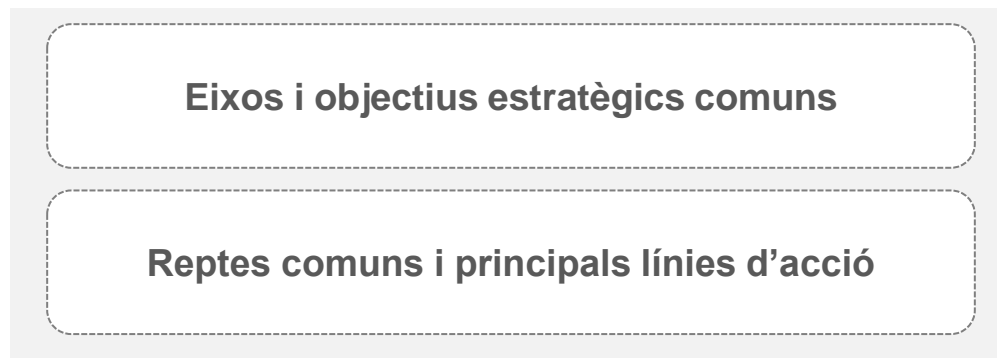 Eixos i objectius estratègics comuns
Reptes comuns i principals línies d’acció